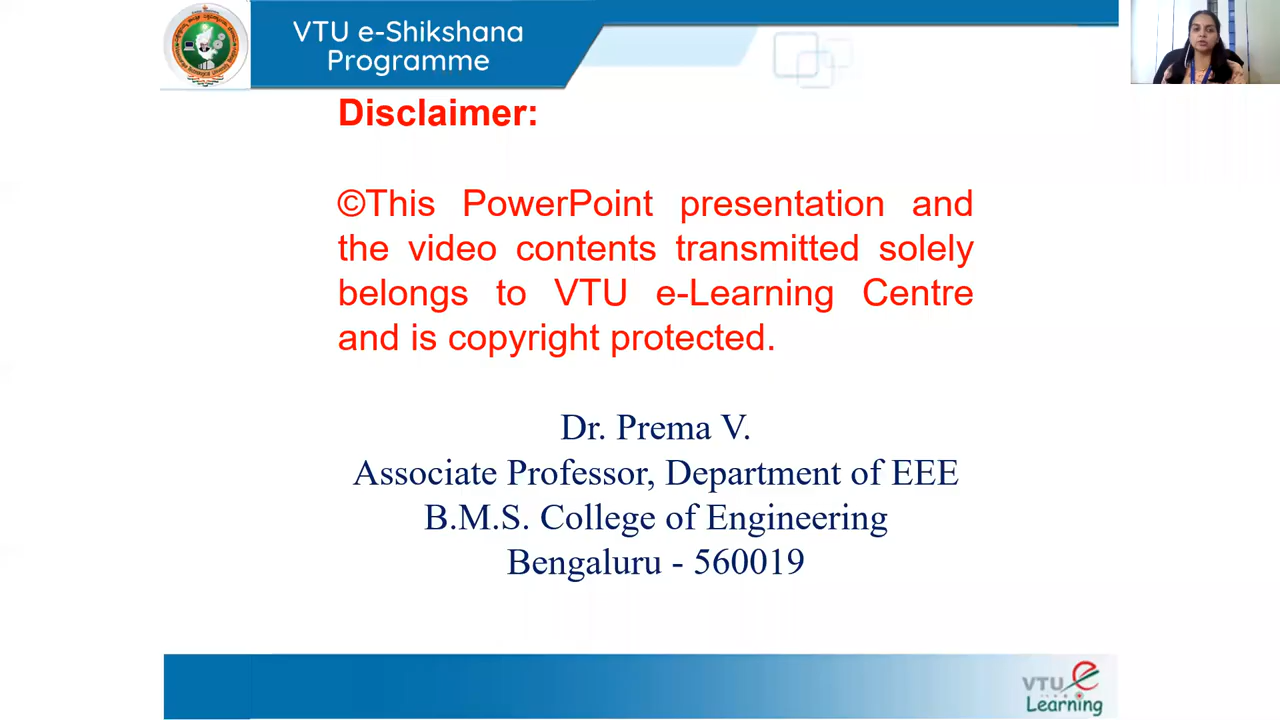 VTU e-Shikshana
Programme
Disclaimer:
©This PowerPoint presentation and
the video contents transmitted solely
belongs to VTU e-Learning Centre
and is copyright protected.
Dr. Prema V.
Associate Professor, Department of EEE
B.M.S. College of Engineering
Bengaluru - 560019
VTU e
Learning